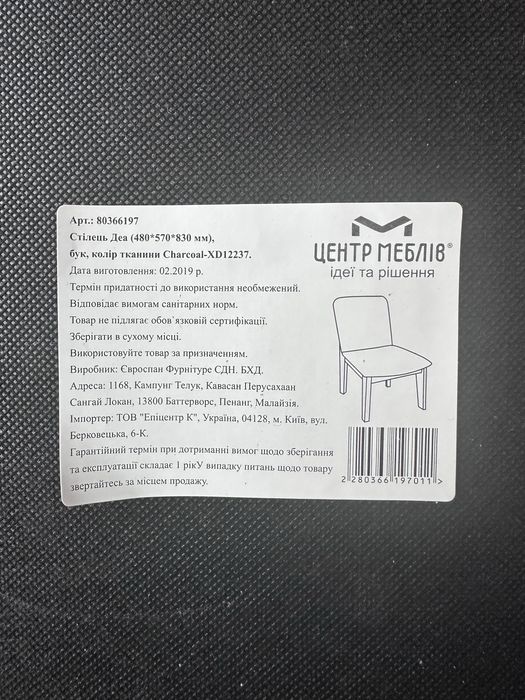 Арт.: 80366197
Стілець Деа (480*570*830 мм),
бук, колір тканини Charcoal-XD12237.
Дата виготовлення: 02.2019 р.
Термін придатності до використання необмежений.
Відповідає вимогам санітарних норм.
Товар не підлягає обов`язковій сертифікації.
Зберігати в сухому місці.
Використовуйте товар за призначенням.
Виробник: Євроспан Фурнітуре СДН. БХД.
Адреса: 1168, Кампунг Телук, Кавасан Перусахаан
Сангай Локан, 13800 Баттерворс, Пенанг, Малайзія.
Імпортер: ТОВ "Епіцентр К", Україна, 04128, м. Київ, вул.
Берковецька, 6-К.
Гарантійний термін при дотриманні вимог щодо зберігання
та експлуатації складає 1 рікУ випадку питань щодо товару
звертайтесь за місцем продажу.
ЦЕНТР МЕБЛІВ®
ідеї та рішення
2 280366 197011 >